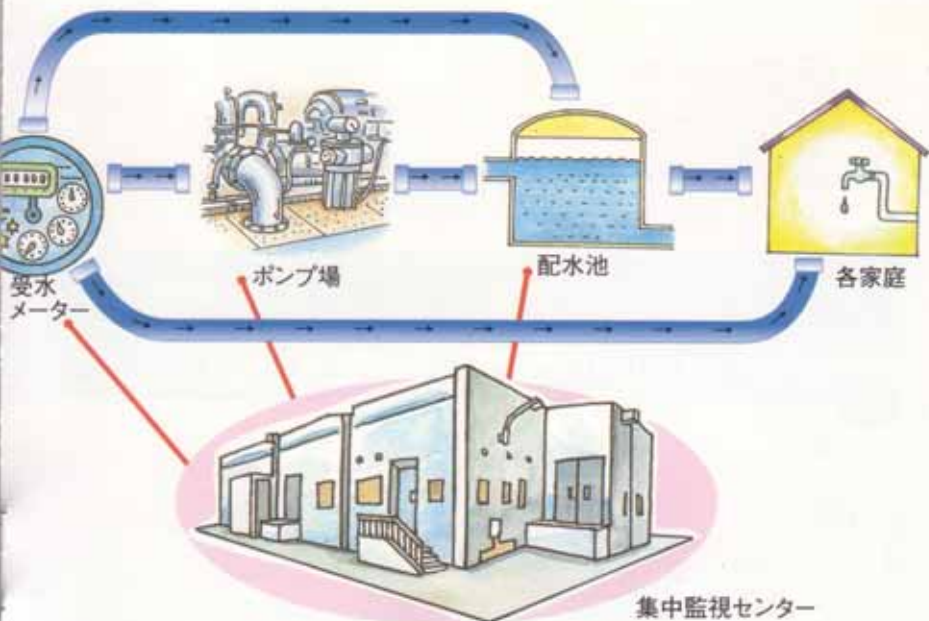 受水
メーター
ポンプ場
配水池
各家庭
集中監視センター